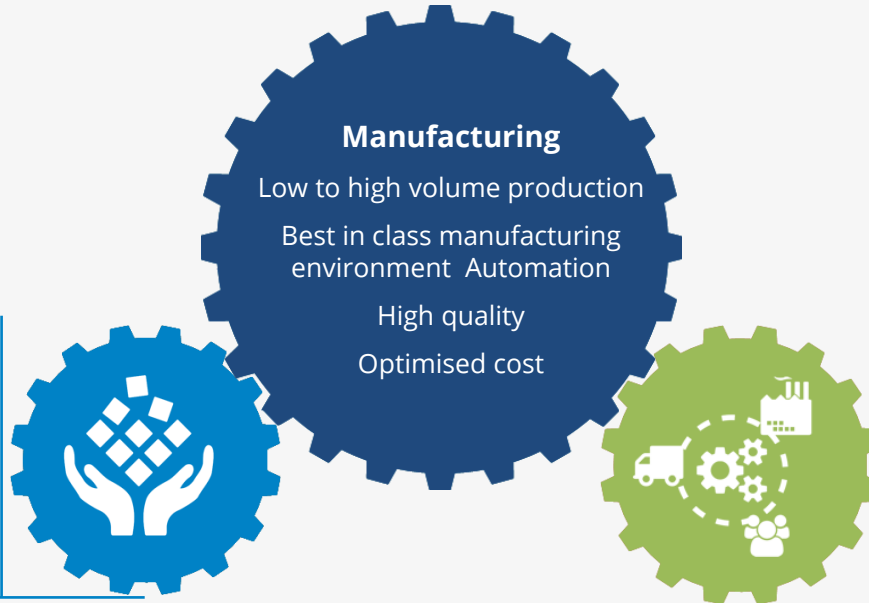 Manufacturing
Low to high volume production
Best in class manufacturing
environment  Automation
High quality
Optimised cost